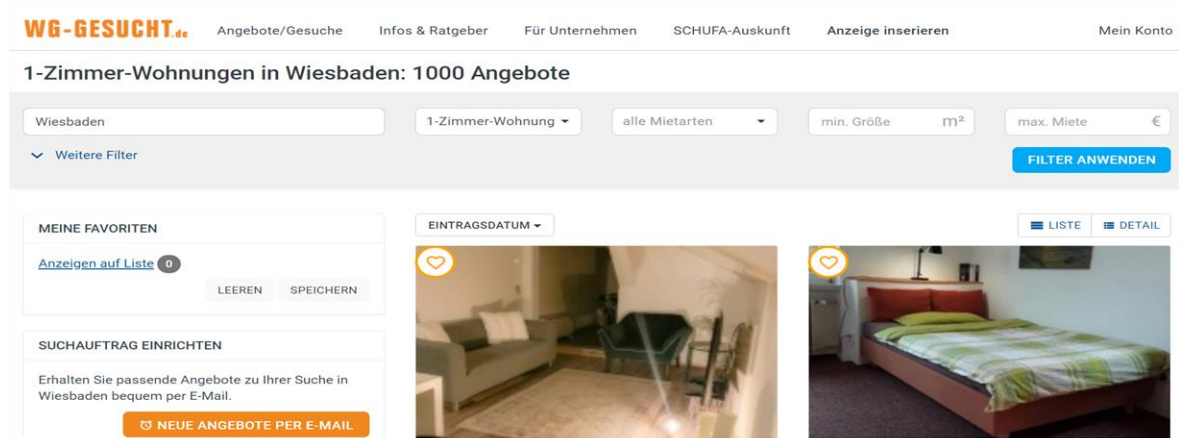 WG-GESUCHT.de Angebote/Gesuche Infos & Ratgeber Für Unternehmen SCHUFA-Auskunft Anzeige inserieren Mein Konto
1-Zimmer-Wohnungen in Wiesbaden: 1000 Angebote
Wiesbaden 1-Zimmer-Wohnung alle Mietarten min. Größe m² max. Miete €
Weitere Filter FILTER ANWENDEN
MEINE FAVORITEN
Anzeigen auf Liste 0
LEEREN SPEICHERN
EINTRAGSDATUM LISTE DETAIL
SUCHAUFTRAG EINRICHTEN
Erhalten Sie passende Angebote zu Ihrer Suche in
Wiesbaden bequem per E-Mail.
NEUE ANGEBOTE PER E-MAIL